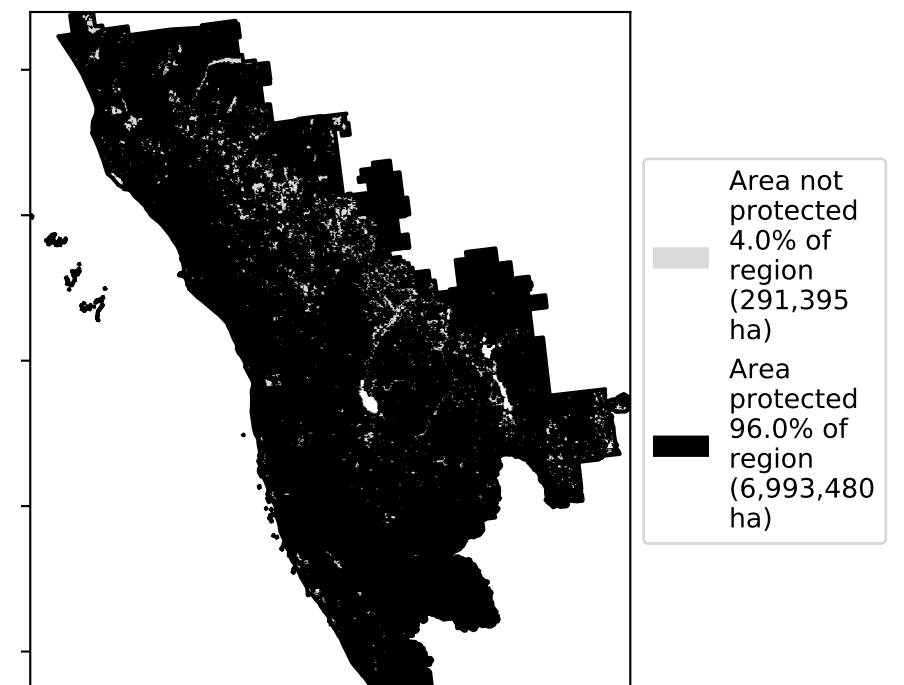 Area not
protected
4.0% of
region
(291,395
ha)
Area
protected
96.0% of
region
(6,993,480
ha)